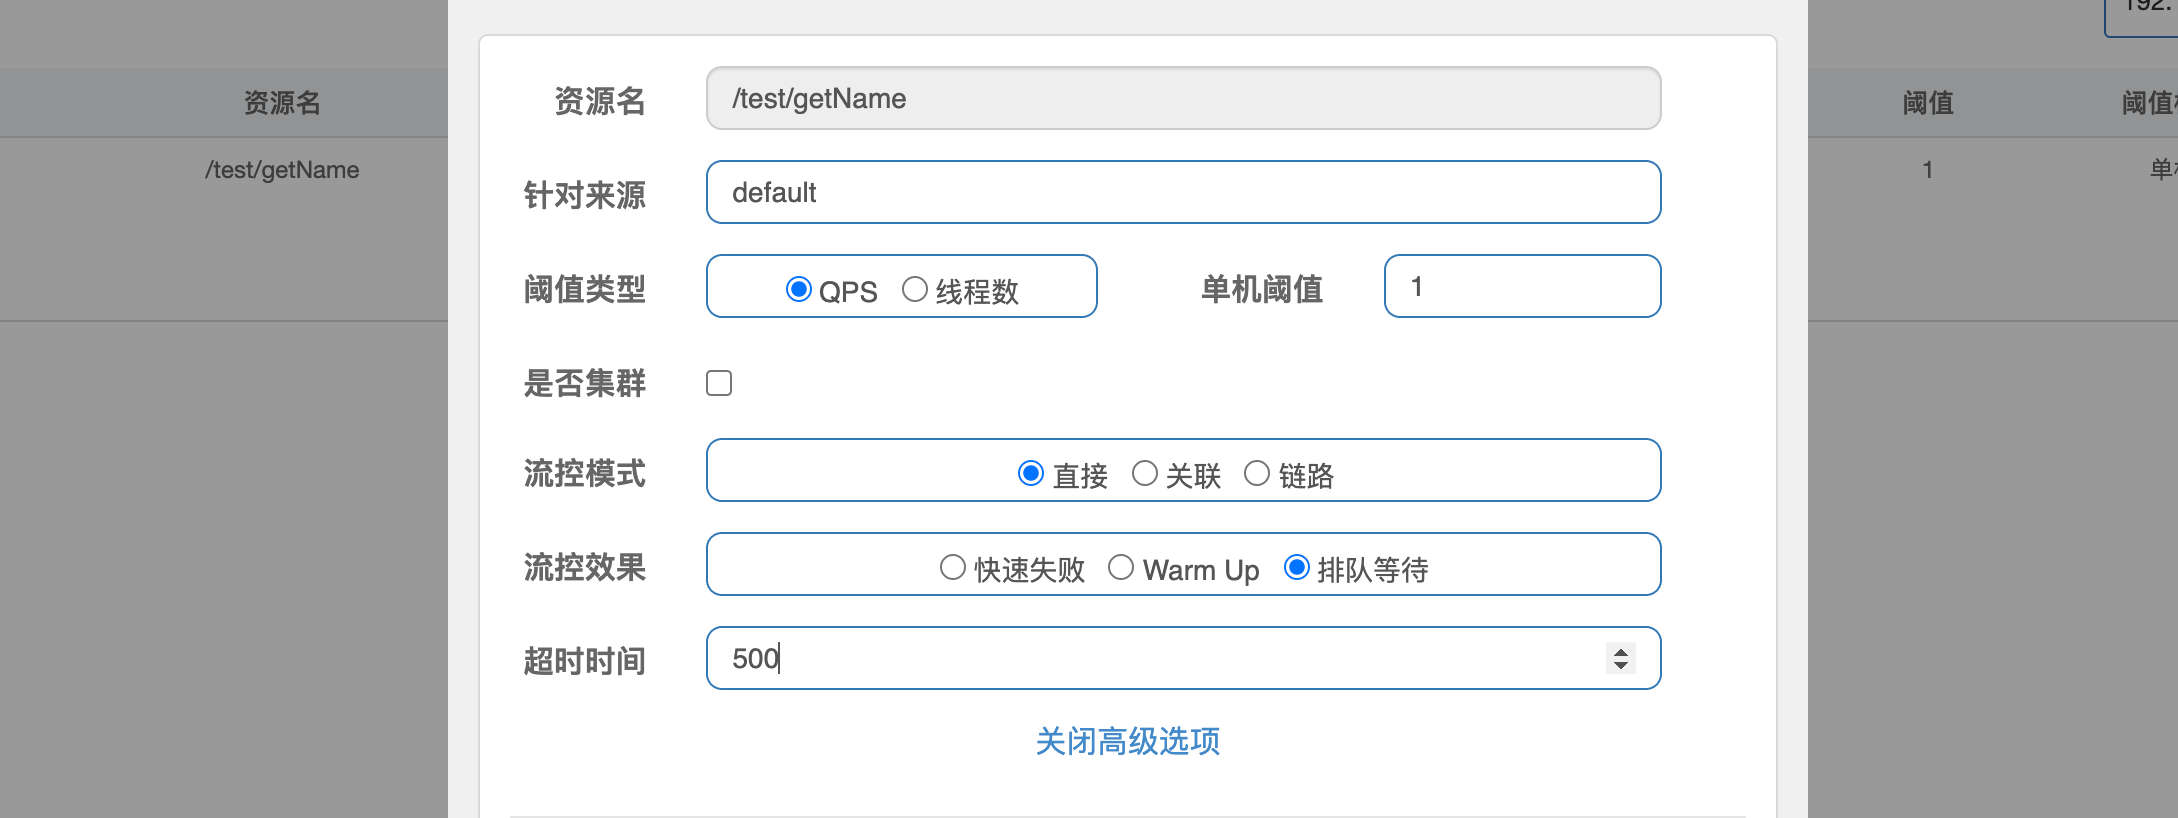 192.
资源名
阈值
阈值
/test/getName
1
单
资源名
/test/getName
针对来源
default
阈值类型
QPS 线程数
单机阈值
1
是否集群
流控模式
直接 关联 链路
流控效果
快速失败 Warm Up 排队等待
超时时间
500
关闭高级选项